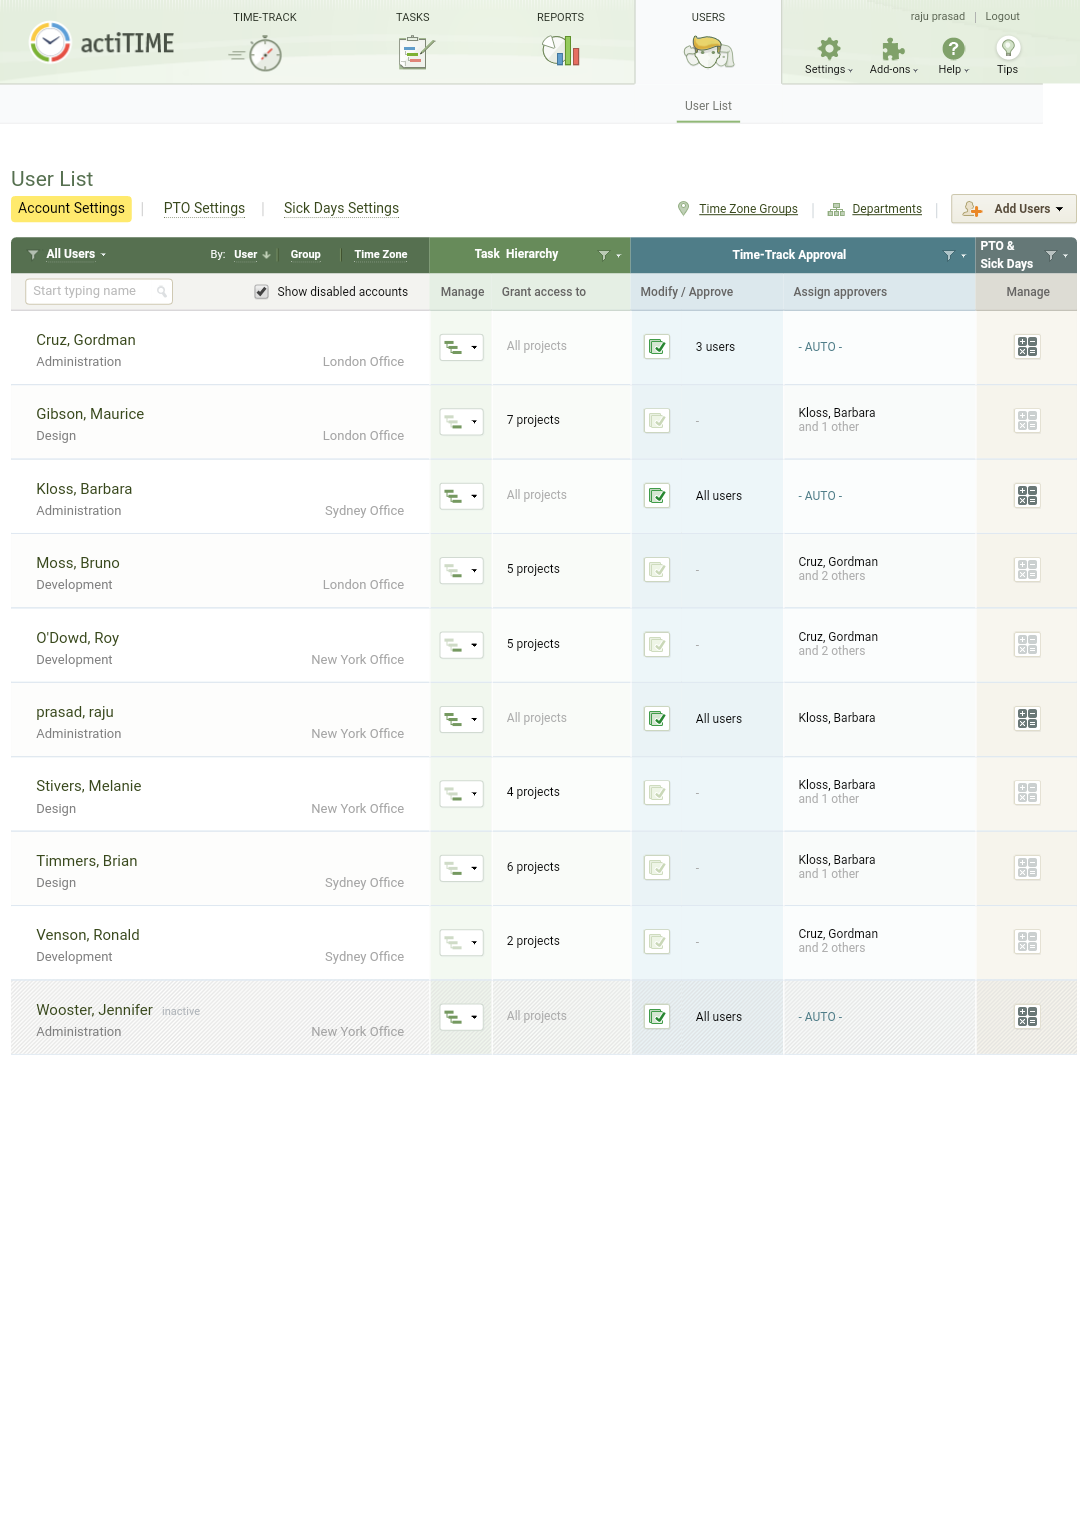 TIME-TRACK TASKS REPORTS USERS raju prasad Logout
actiTIME
Settings Add-ons Help Tips
User List
User List
Account Settings PTO Settings Sick Days Settings Time Zone Groups Departments Add Users
All Users By: User Group Time Zone Task Hierarchy Time-Track Approval PTO &
Sick Days
Start typing name Show disabled accounts Manage Grant access to Modify / Approve Assign approvers Manage
Cruz, Gordman All projects 3 users - AUTO -
Administration London Office
Gibson, Maurice 7 projects - Kloss, Barbara
Design London Office and 1 other
Kloss, Barbara All projects All users - AUTO -
Administration Sydney Office
Moss, Bruno 5 projects - Cruz, Gordman
Development London Office and 2 others
O'Dowd, Roy 5 projects - Cruz, Gordman
Development New York Office and 2 others
prasad, raju All projects All users Kloss, Barbara
Administration New York Office
Stivers, Melanie 4 projects - Kloss, Barbara
Design New York Office and 1 other
Timmers, Brian 6 projects - Kloss, Barbara
Design Sydney Office and 1 other
Venson, Ronald 2 projects - Cruz, Gordman
Development Sydney Office and 2 others
Wooster, Jennifer inactive All projects All users - AUTO -
Administration New York Office